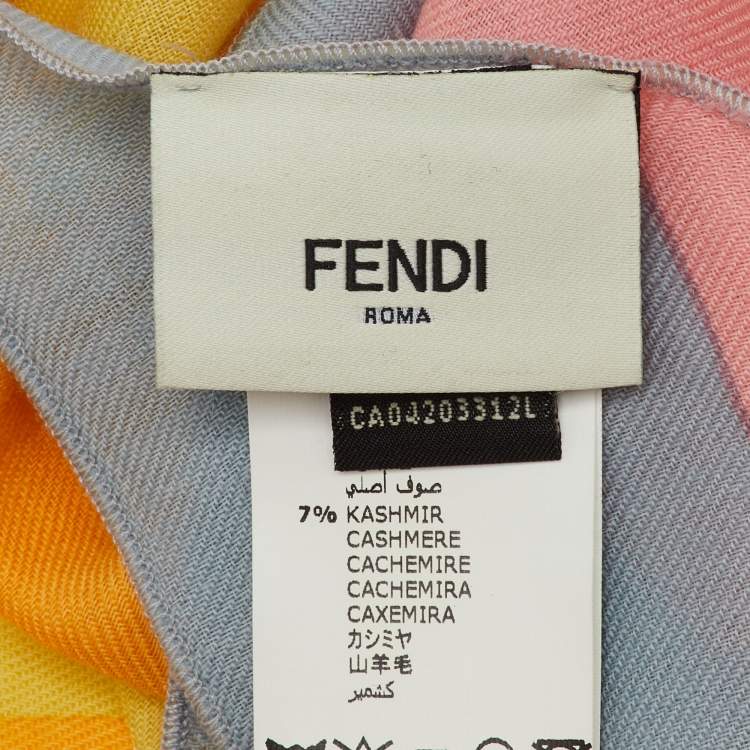 FENDI
ROMA
CA04203312L
صوف أصلي
7% KASHMIR
CASHMERE
CACHEMIRE
CACHEMIRA
CAXEMIRA
カシミヤ
山羊毛
كشمير